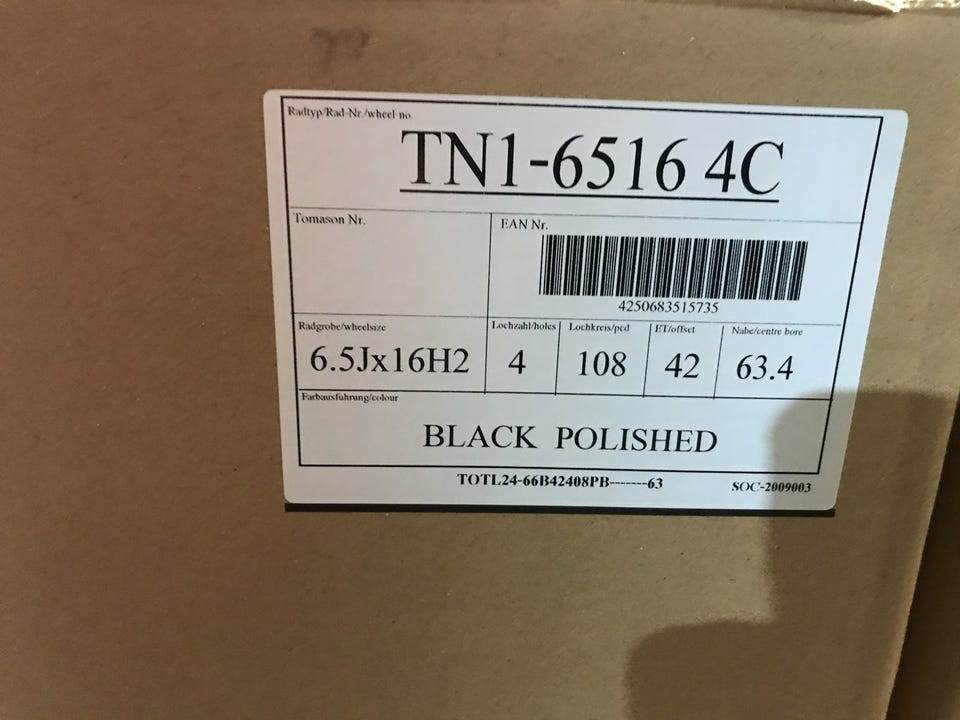 Radtyp/Rad-Nr./wheel-no.
TN1-6516 4C
Tomason Nr.
EAN Nr.
4250683515735
Radgrobe/wheelsize
6.5Jx16H2
Lochzahl/holes
4
Lochkreis/pcd
108
ET/offset
42
Nabe/centre bore
63.4
Farbausfuhrung/colour
BLACK POLISHED
TOTL24-66B42408PB-------63
SOC-2009003